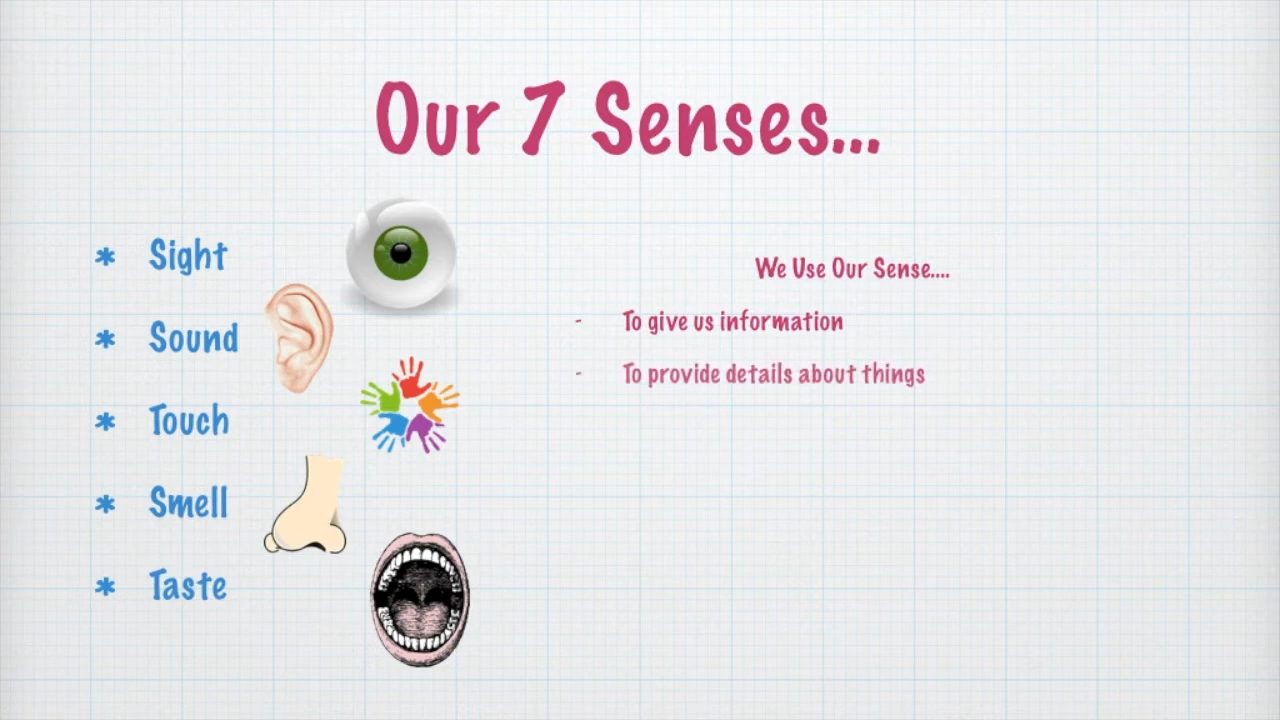 Our 7 Senses...
* Sight
* Sound
* Touch
* Smell
* Taste
We Use Our Sense....
- To give us information
- To provide details about things